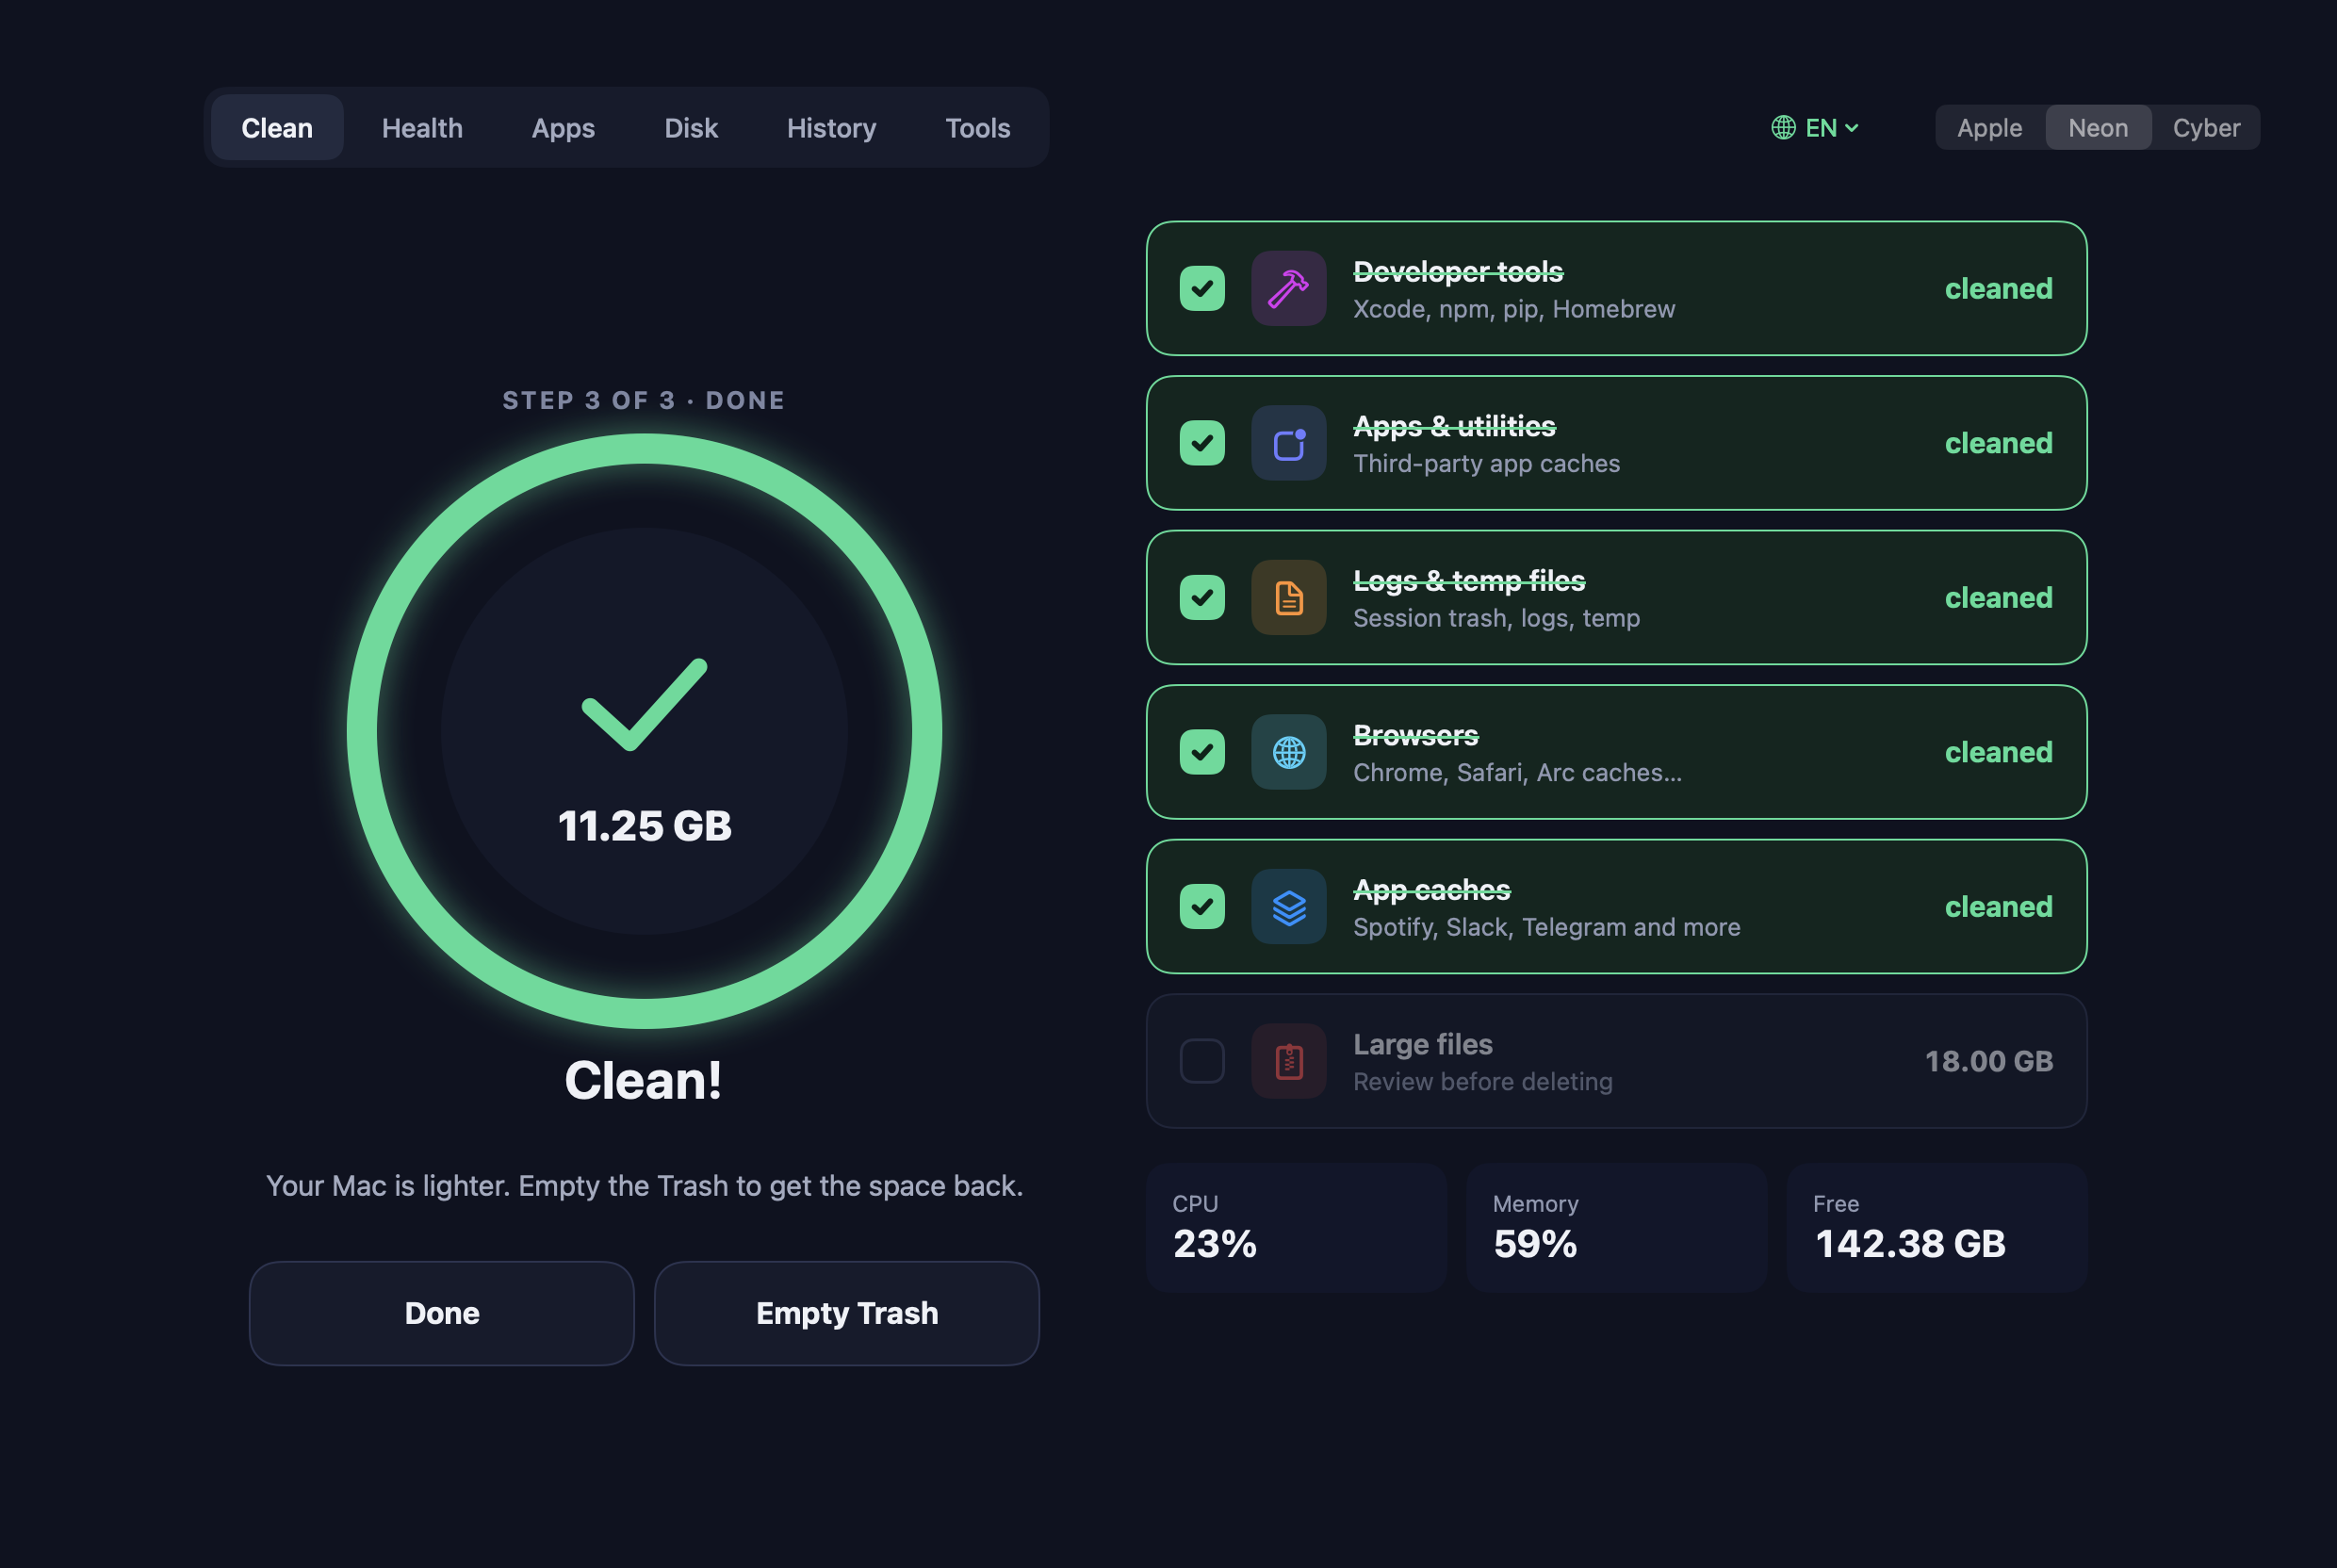 Clean
Health
Apps
Disk
History
Tools
EN
Apple
Neon
Cyber
STEP 3 OF 3 · DONE
11.25 GB
Clean!
Your Mac is lighter. Empty the Trash to get the space back.
Done
Empty Trash
Developer tools
Xcode, npm, pip, Homebrew
cleaned
Apps & utilities
Third-party app caches
cleaned
Logs & temp files
Session trash, logs, temp
cleaned
Browsers
Chrome, Safari, Arc caches...
cleaned
App caches
Spotify, Slack, Telegram and more
cleaned
Large files
Review before deleting
18.00 GB
CPU
23%
Memory
59%
Free
142.38 GB